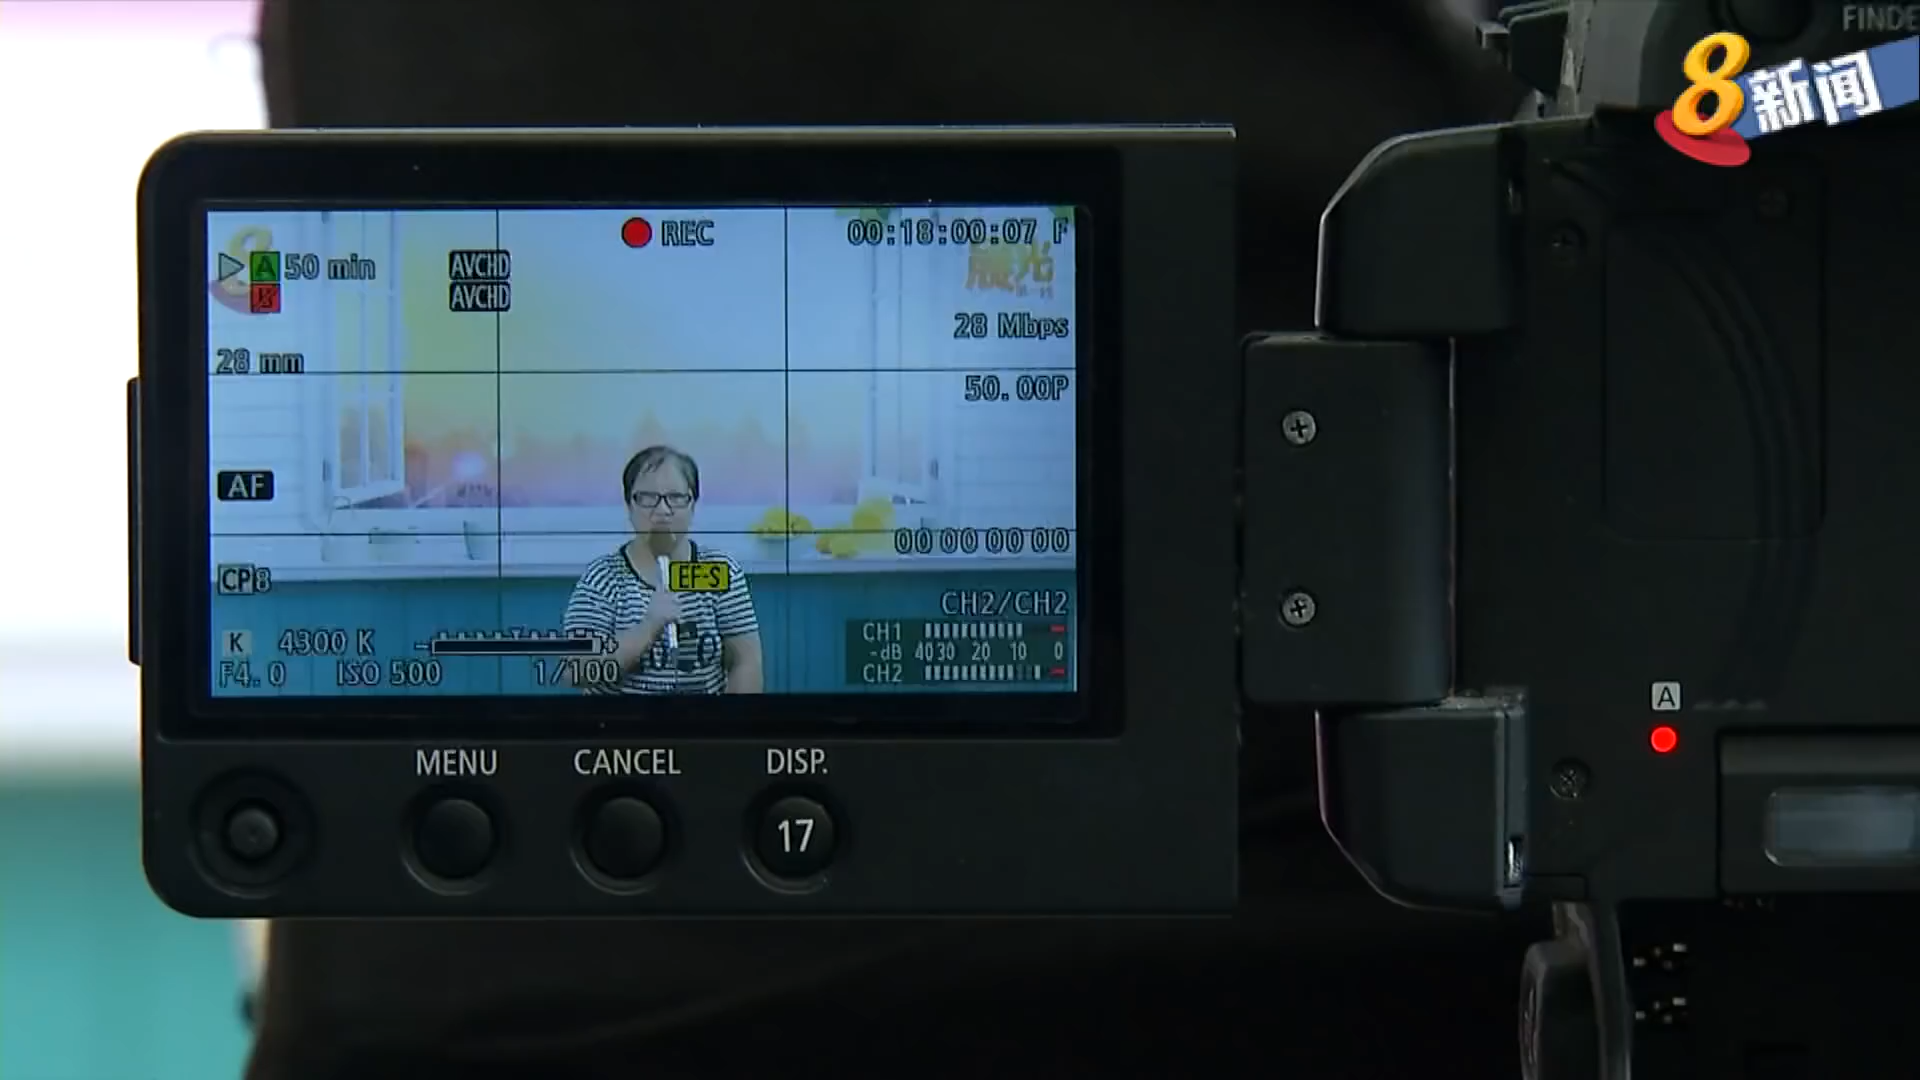 FINDE
8新闻
REC
00:18:00:07 F
A 50 min
AVCHD
AVCHD
晨光
28 Mbps
28 mm
50.00P
AF
00 00 00 00
CP8
EF-S
CH2/CH2
K 4300 K
CH1
-dB 40 30 20 10 0
CH2
F4.0 ISO 500 1/100
A
MENU CANCEL DISP.
17